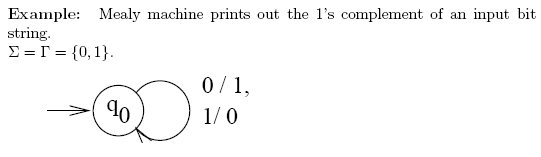 Example: Mealy machine prints out the 1's complement of an input bit
string.
Σ = Γ = {0, 1}.
0 / 1,
q0
1/ 0